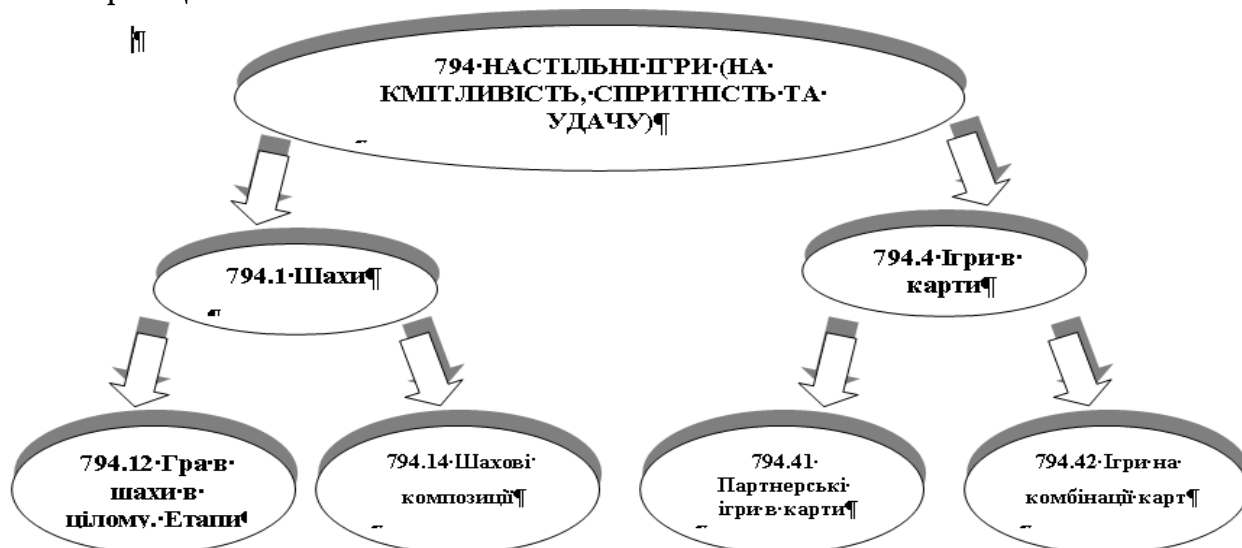 794 НАСТІЛЬНІ ІГРИ (НА
КМІТЛИВІСТЬ, СПРИТНІСТЬ ТА
УДАЧУ)¶
794.1 Шахи¶
794.4 Ігри в
карти¶
794.12 Гра в
шахи в
цілому. Етапи
794.14 Шахові
композиції¶
794.41
Партнерські
ігри в карти¶
794.42 Ігри на
комбінації карт¶